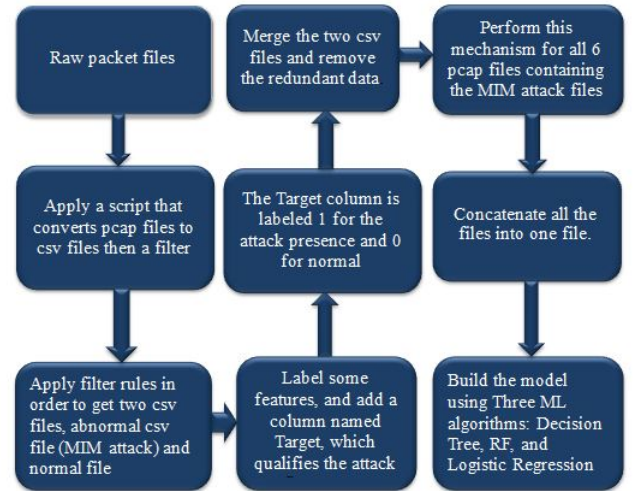 Raw packet files
Apply a script that
converts pcap files to
csv files then a filter
Apply filter rules in
order to get two csv
files, abnormal csv
file (MIM attack) and
normal file
Label some
features, and add a
column named
Target, which
qualifies the attack
The Target column is
labeled 1 for the
attack presence and 0
for normal
Merge the two csv
files and remove
the redundant data
Perform this
mechanism for all 6
pcap files containing
the MIM attack files
Concatenate all the
files into one file.
Build the model
using Three ML
algorithms: Decision
Tree, RF, and
Logistic Regression